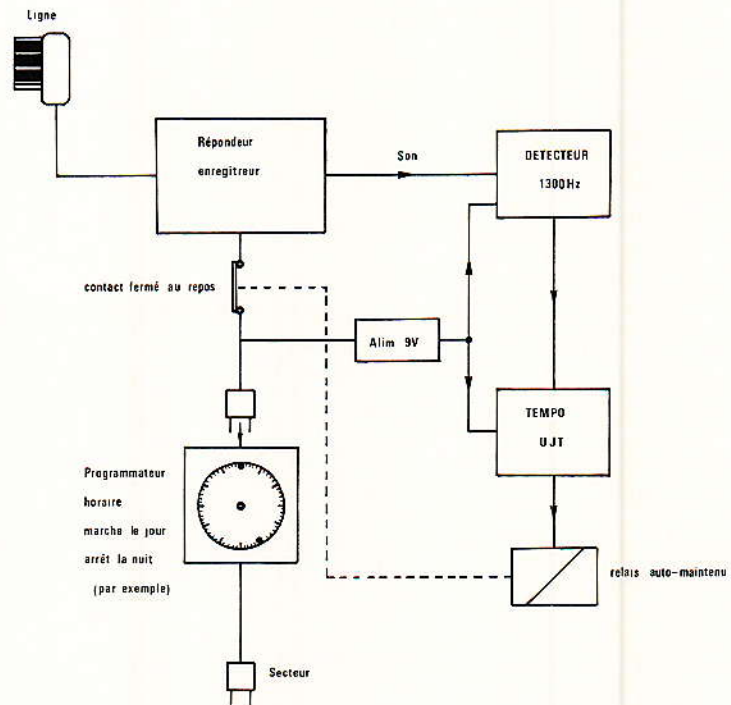 Ligne
Répondeur
enregitreur
Son
DETECTEUR
1300Hz
contact fermé au repos
Alim 9V
TEMPO
UJT
Programmateur
horaire
marche le jour
arrêt la nuit
(par exemple)
relais auto-maintenu
Secteur